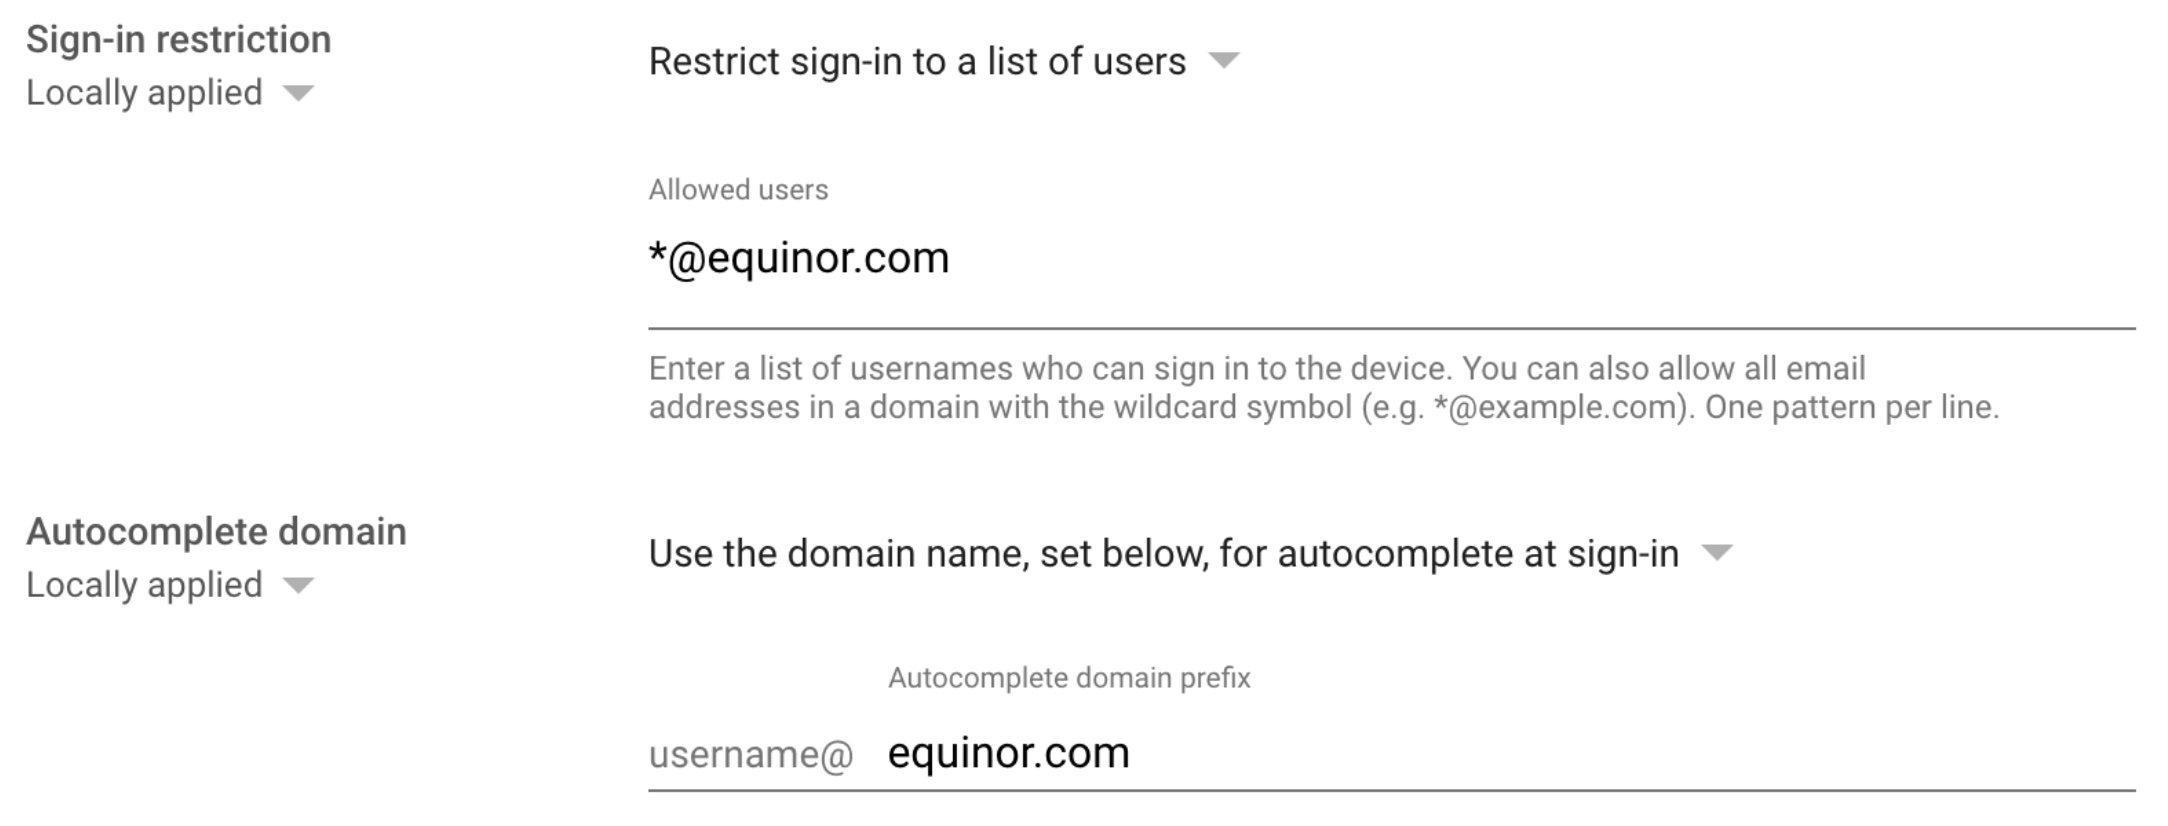 Sign-in restriction
Locally applied
Restrict sign-in to a list of users
Allowed users
*@equinor.com
Enter a list of usernames who can sign in to the device. You can also allow all email
addresses in a domain with the wildcard symbol (e.g. *@example.com). One pattern per line.
Autocomplete domain
Locally applied
Use the domain name, set below, for autocomplete at sign-in
Autocomplete domain prefix
username@ equinor.com